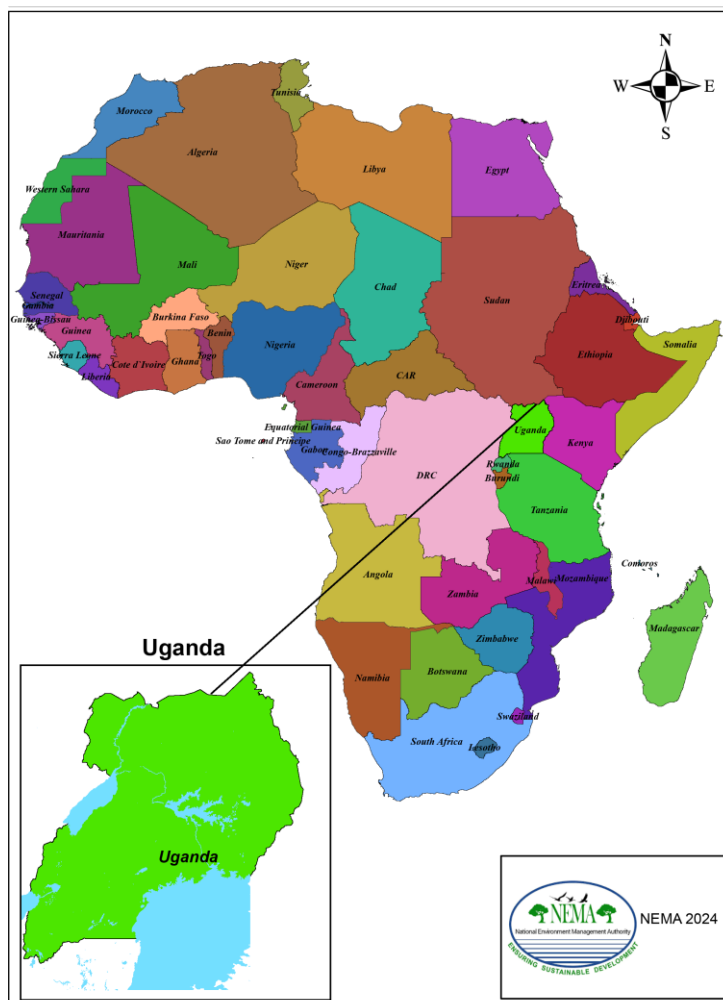 N
W
E
S
Tunisia
Morocco
Algeria
Libya
Egypt
Western Sahara
Mauritania
Mali
Niger
Chad
Sudan
Eritrea
Senegal
Gambia
Guinea-Bissau
Guinea
Burkina Faso
Benin
Djibouti
Somalia
Sierra Leone
Liberia
Cote d'Ivoire
Ghana
Togo
Nigeria
Ethiopia
Cameroon
CAR
Equatorial Guinea
Sao Tome and Principe
Gabon
Congo-Brazzaville
Uganda
Kenya
Rwanda
Burundi
DRC
Tanzania
Angola
Comoros
Malawi
Mozambique
Zambia
Madagascar
Zimbabwe
Namibia
Botswana
Swaziland
South Africa
Lesotho
Uganda
Uganda
NEMA
National Environment Management Authority
ENSURING SUSTAINABLE DEVELOPMENT
NEMA 2024